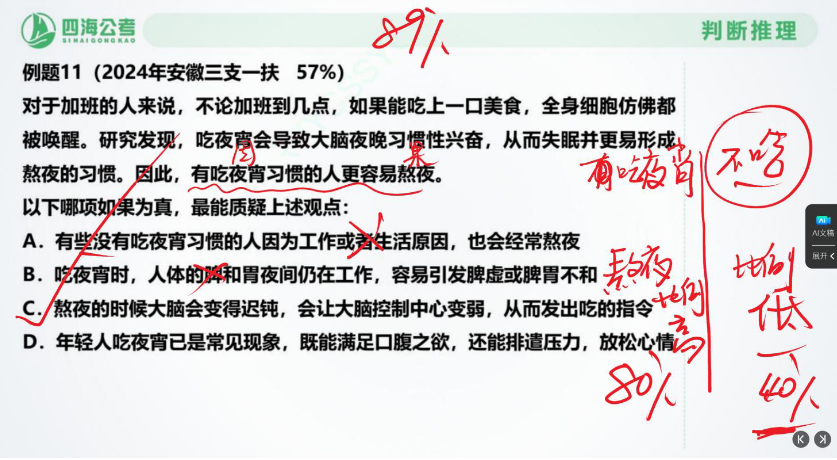 四海公考
SIHAIGONGKAO
判断推理
89人
例题11（2024年安徽三支一扶 57%）
对于加班的人来说，不论加班到几点，如果能吃上一口美食，全身细胞仿佛都
被唤醒。研究发现，吃夜宵会导致大脑夜晚习惯性兴奋，从而失眠并更易形成
因
果
熬夜的习惯。因此，有吃夜宵习惯的人更容易熬夜。
以下哪项如果为真，最能质疑上述观点：
A．有些没有吃夜宵习惯的人因为工作或者生活原因，也会经常熬夜
B．吃夜宵时，人体的脾和胃夜间仍在工作，容易引发脾虚或脾胃不和
C．熬夜的时候大脑会变得迟钝，会让大脑控制中心变弱，从而发出吃的指令
D．年轻人吃夜宵已是常见现象，既能满足口腹之欲，还能排遣压力，放松心情
有吃夜宵
熬夜
比例
高
80人
不吃
比例
低
40人
AI
AI文稿
展开